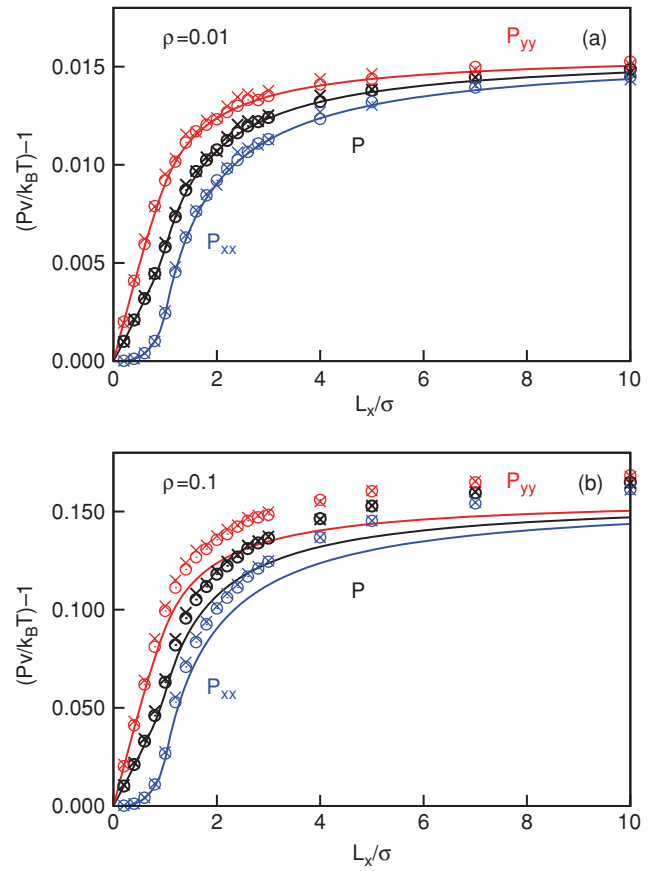 ρ=0.01
P_yy
(a)
0.015
0.010
0.005
0.000
(Pv/k_BT)−1
P
P_xx
0
2
4
6
8
10
L_x/σ
ρ=0.1
P_yy
(b)
0.150
0.100
0.050
0.000
(Pv/k_BT)−1
P
P_xx
0
2
4
6
8
10
L_x/σ